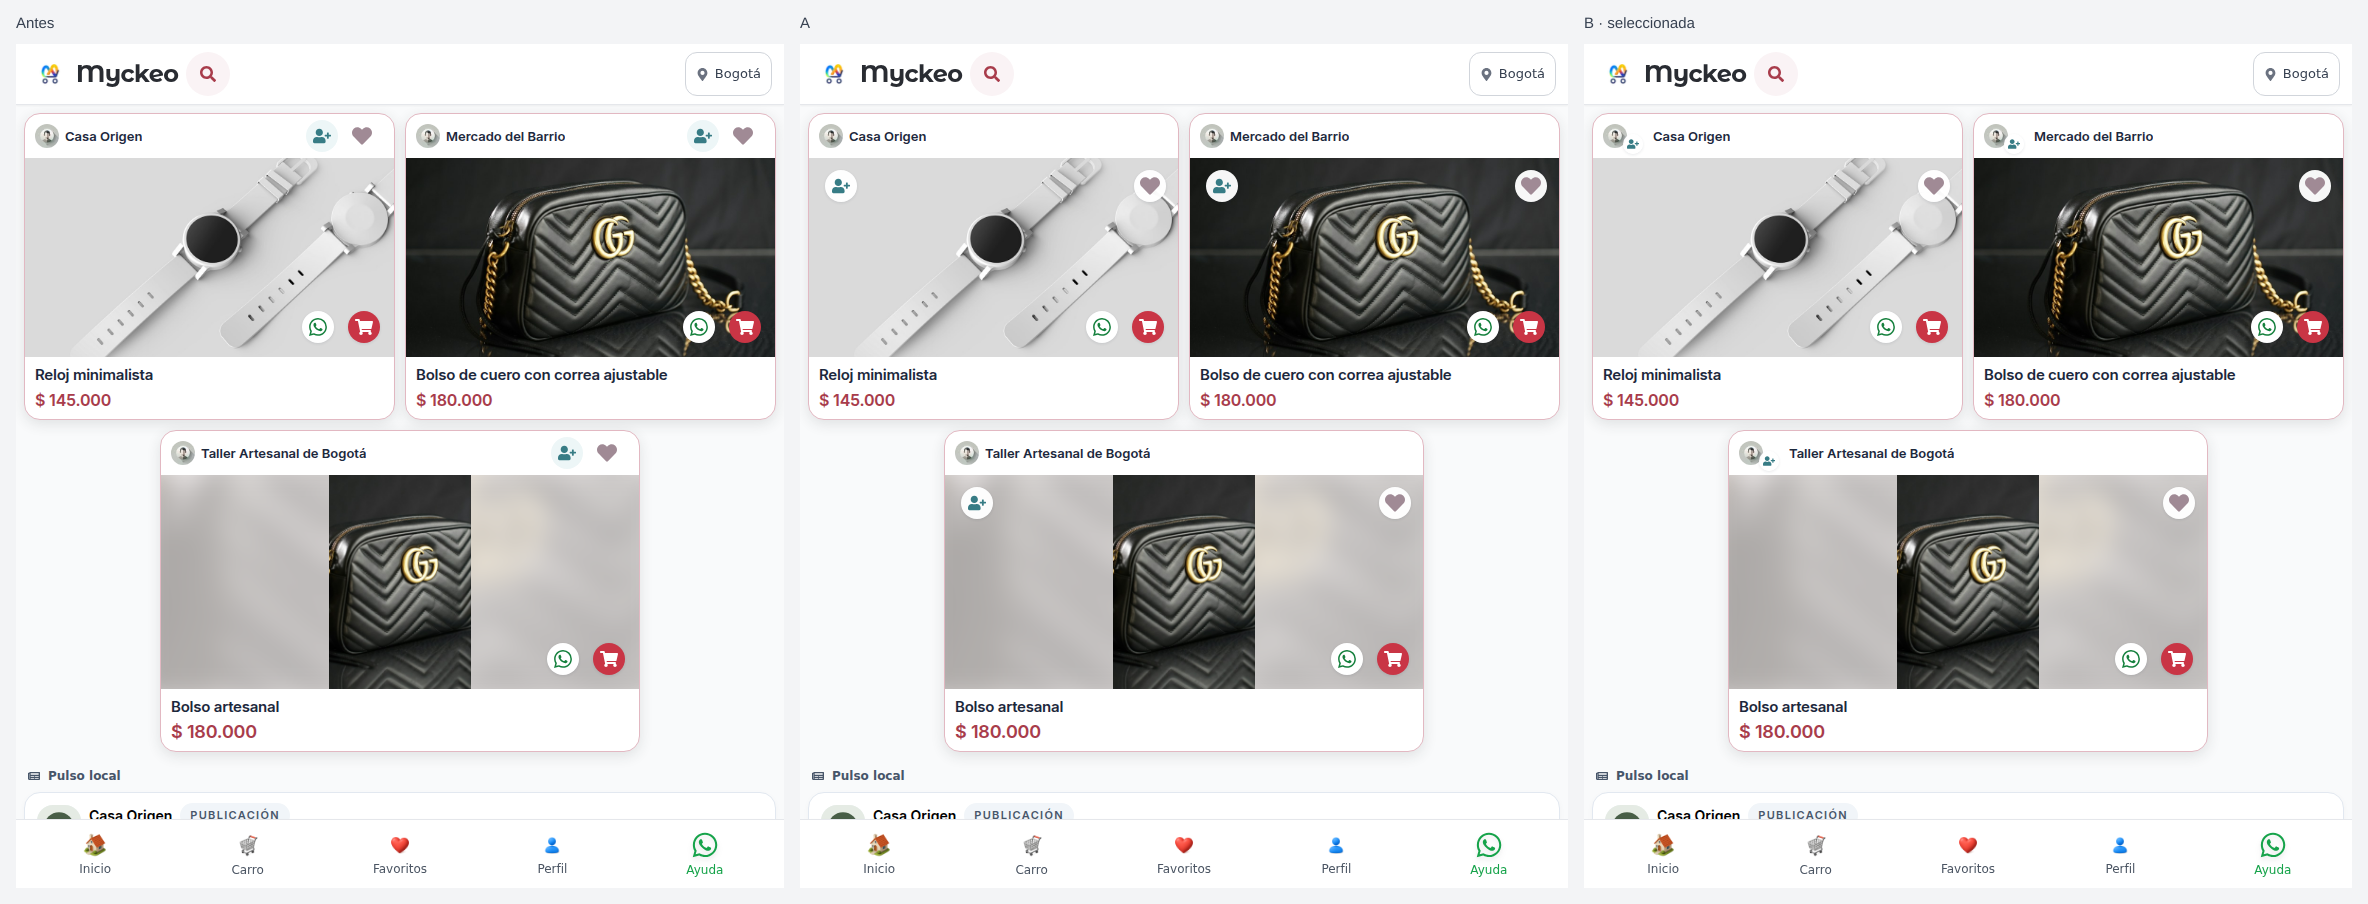 Antes
Myckeo
Bogotá
Casa Origen
Mercado del Barrio
Reloj minimalista
$ 145.000
Bolso de cuero con correa ajustable
$ 180.000
Taller Artesanal de Bogotá
Bolso artesanal
$ 180.000
Pulso local
Casa Origen PUBLICACIÓN
Inicio
Carro
Favoritos
Perfil
Ayuda
A
Myckeo
Bogotá
Casa Origen
Mercado del Barrio
Reloj minimalista
$ 145.000
Bolso de cuero con correa ajustable
$ 180.000
Taller Artesanal de Bogotá
Bolso artesanal
$ 180.000
Pulso local
Casa Origen PUBLICACIÓN
Inicio
Carro
Favoritos
Perfil
Ayuda
B · seleccionada
Myckeo
Bogotá
Casa Origen
Mercado del Barrio
Reloj minimalista
$ 145.000
Bolso de cuero con correa ajustable
$ 180.000
Taller Artesanal de Bogotá
Bolso artesanal
$ 180.000
Pulso local
Casa Origen PUBLICACIÓN
Inicio
Carro
Favoritos
Perfil
Ayuda